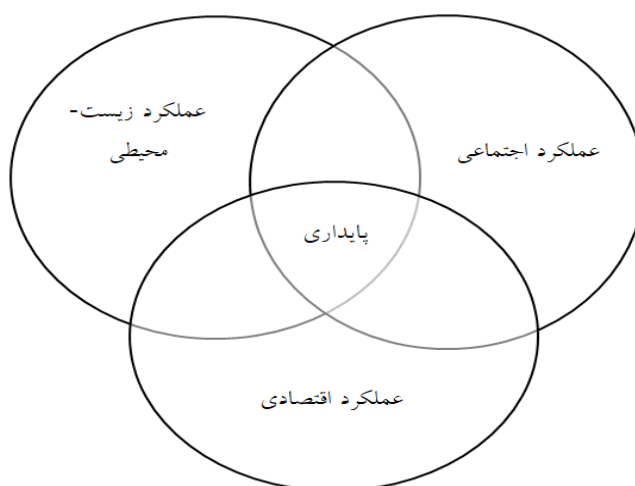 عملکرد زیست-
محیطی
عملکرد اجتماعی
پایداری
عملکرد اقتصادی